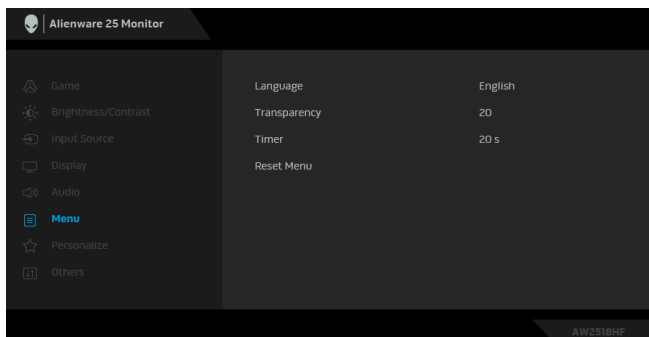 Alienware 25 Monitor
Game
Brightness/Contrast
Input Source
Display
Audio
Menu
Personalize
Others
Language English
Transparency 20
Timer 20 s
Reset Menu
AW2518HF